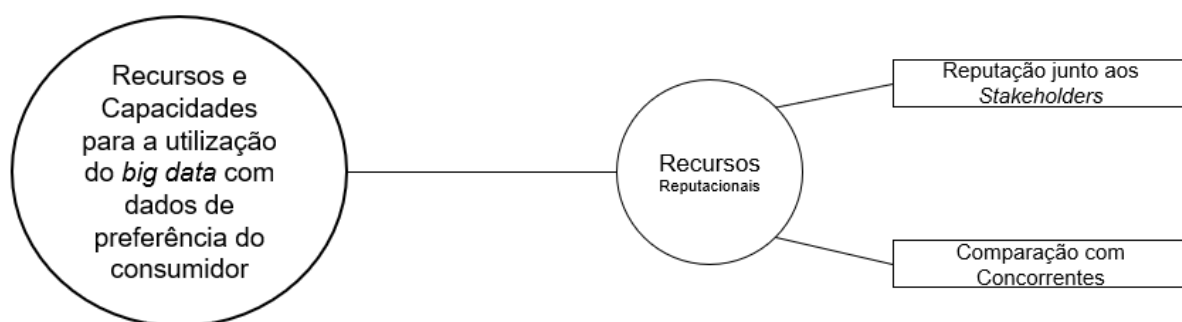 Recursos e
Capacidades
para a utilização
do big data com
dados de
preferência do
consumidor
Recursos
Reputacionais
Reputação junto aos
Stakeholders
Comparação com
Concorrentes